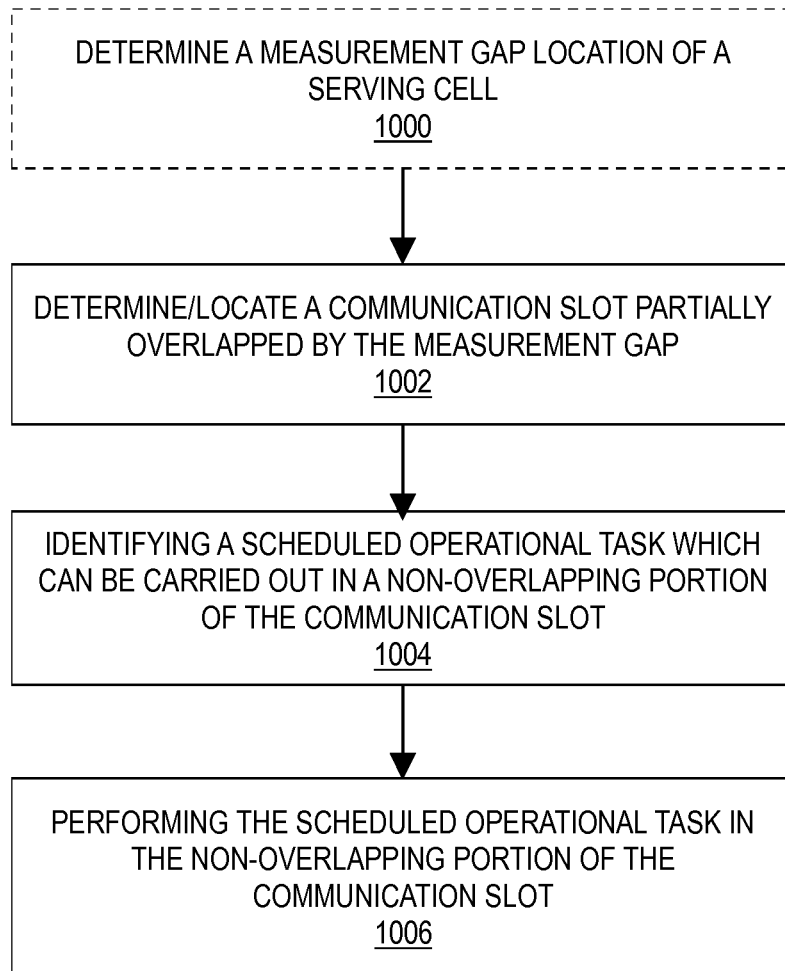 DETERMINE A MEASUREMENT GAP LOCATION OF A
SERVING CELL
1000
DETERMINE/LOCATE A COMMUNICATION SLOT PARTIALLY
OVERLAPPED BY THE MEASUREMENT GAP
1002
IDENTIFYING A SCHEDULED OPERATIONAL TASK WHICH
CAN BE CARRIED OUT IN A NON-OVERLAPPING PORTION
OF THE COMMUNICATION SLOT
1004
PERFORMING THE SCHEDULED OPERATIONAL TASK IN
THE NON-OVERLAPPING PORTION OF THE
COMMUNICATION SLOT
1006